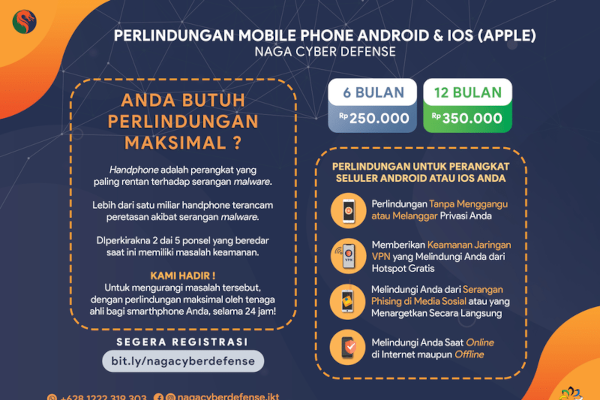 PERLINDUNGAN MOBILE PHONE ANDROID & IOS (APPLE)
NAGA CYBER DEFENSE
ANDA BUTUH
PERLINDUNGAN
MAKSIMAL ?
Handphone adalah perangkat yang
paling rentan terhadap serangan malware.
Lebih dari satu miliar handphone terancam
peretasan akibat serangan malware.
DIperkirakna 2 dai 5 ponsel yang beredar
saat ini memiliki masalah keamanan.
KAMI HADIR !
Untuk mengurangi masalah tersebut,
dengan perlindungan maksimal oleh tenaga
ahli bagi smarthphone Anda, selama 24 jam!
SEGERA REGISTRASI
bit.ly/nagacyberdefense
+628 1222 319 303
nagacyberdefense.jkt
6 BULAN
Rp 250.000
12 BULAN
Rp 350.000
PERLINDUNGAN UNTUK PERANGKAT
SELULER ANDROID ATAU IOS ANDA
Perlindungan Tanpa Menggangu
atau Melanggar Privasi Anda
Memberikan Keamanan Jaringan
VPN yang Melindungi Anda dari
Hotspot Gratis
Melindungi Anda dari Serangan
Phising di Media Sosial atau yang
Menargetkan Secara Langsung
Melindungi Anda Saat Online
di Internet maupun Offline